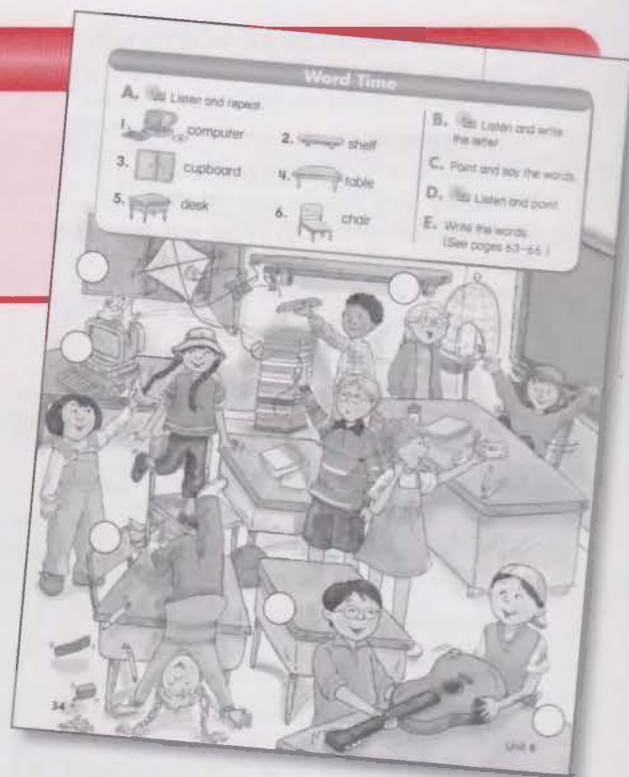 Word Time
A. Listen and repeat.
1. computer
2. shelf
3. cupboard
4. table
5. desk
6. chair
B. Listen and write
the letter.
C. Point and say the words.
D. Listen and point.
E. Write the words.
(See pages 63–66.)
34
Unit 6